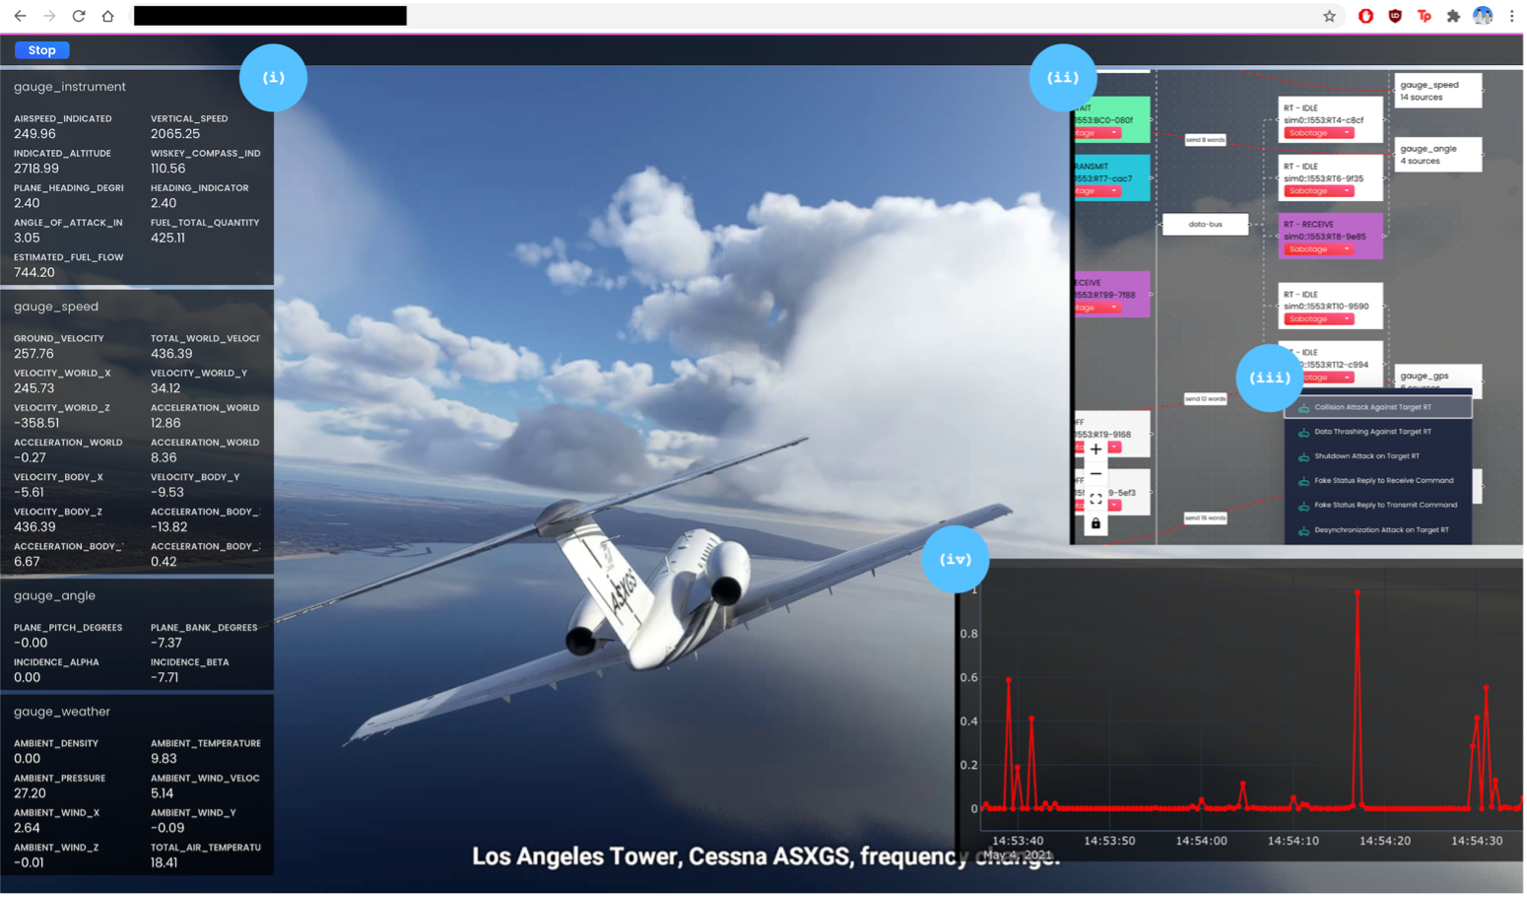 Stop
(i)
gauge_instrument
AIRSPEED_INDICATED VERTICAL_SPEED
249.96 2065.25
INDICATED_ALTITUDE WISKEY_COMPASS_IND
2718.99 110.56
PLANE_HEADING_DEGRI HEADING_INDICATOR
2.40 2.40
ANGLE_OF_ATTACK_IN FUEL_TOTAL_QUANTITY
3.05 425.11
ESTIMATED_FUEL_FLOW
744.20
gauge_speed
GROUND_VELOCITY TOTAL_WORLD_VELOCI
257.76 436.39
VELOCITY_WORLD_X VELOCITY_WORLD_Y
245.73 34.12
VELOCITY_WORLD_Z ACCELERATION_WORLD
-358.51 12.86
ACCELERATION_WORLD ACCELERATION_WORLD
-0.27 8.36
VELOCITY_BODY_X VELOCITY_BODY_Y
-5.61 -9.53
VELOCITY_BODY_Z ACCELERATION_BODY_
436.39 -13.82
ACCELERATION_BODY_ ACCELERATION_BODY_
6.67 0.42
gauge_angle
PLANE_PITCH_DEGREES PLANE_BANK_DEGREES
-0.00 -7.37
INCIDENCE_ALPHA INCIDENCE_BETA
0.00 -7.71
gauge_weather
AMBIENT_DENSITY AMBIENT_TEMPERATURE
0.00 9.83
AMBIENT_PRESSURE AMBIENT_WIND_VELOC
27.20 5.14
AMBIENT_WIND_X AMBIENT_WIND_Y
2.64 -0.09
AMBIENT_WIND_Z TOTAL_AIR_TEMPERATU
-0.01 18.41
ASXGS
Los Angeles Tower, Cessna ASXGS, frequency change.
(ii)
AIT
1553:BC0-080f
otage
RANSMIT
1553:RT7-cac7
otage
ECEIVE
1553:RT99-7f88
otage
FF
1553:RT9-9168
FF
9-5ef3
send 8 words
data-bus
send 12 words
send 16 words
RT - IDLE
sim0:1553:RT4-c8cf
Sabotage
RT - IDLE
sim0:1553:RT6-9f35
Sabotage
RT - RECEIVE
sim0:1553:RT8-9e85
Sabotage
RT - IDLE
sim0:1553:RT10-9590
Sabotage
- IDLE
1553:RT12-c994
otage
gauge_speed
14 sources
gauge_angle
4 sources
gauge_gps
(iii)
Collision Attack Against Target RT
Data Thrashing Against Target RT
Shutdown Attack on Target RT
Fake Status Reply to Receive Command
Fake Status Reply to Transmit Command
Desynchronization Attack on Target RT
(iv)
1
0.8
0.6
0.4
0.2
0
14:53:40 14:53:50 14:54:00 14:54:10 14:54:20 14:54:30
May 4, 2021